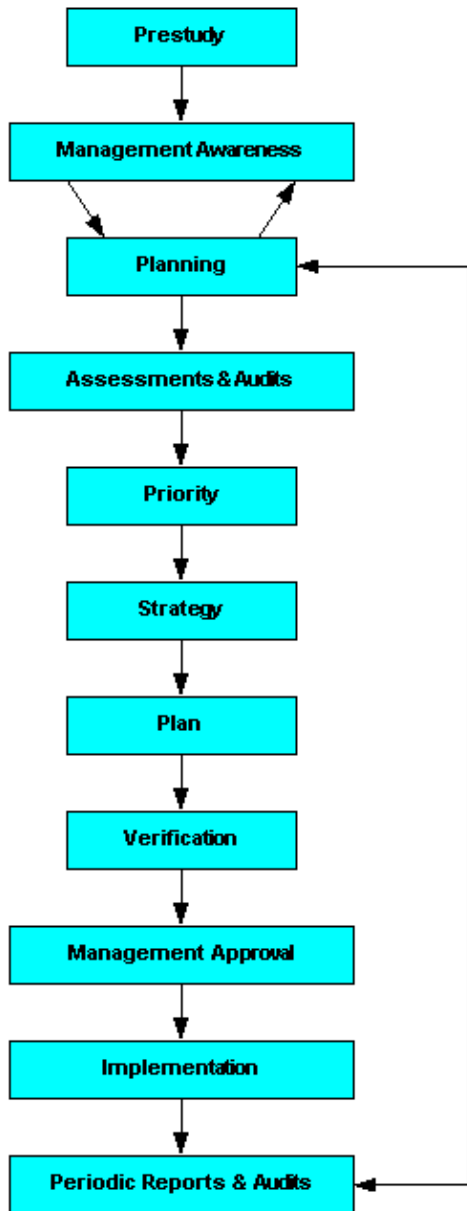 Prestudy
Management Awareness
Planning
Assessments & Audits
Priority
Strategy
Plan
Verification
Management Approval
Implementation
Periodic Reports & Audits